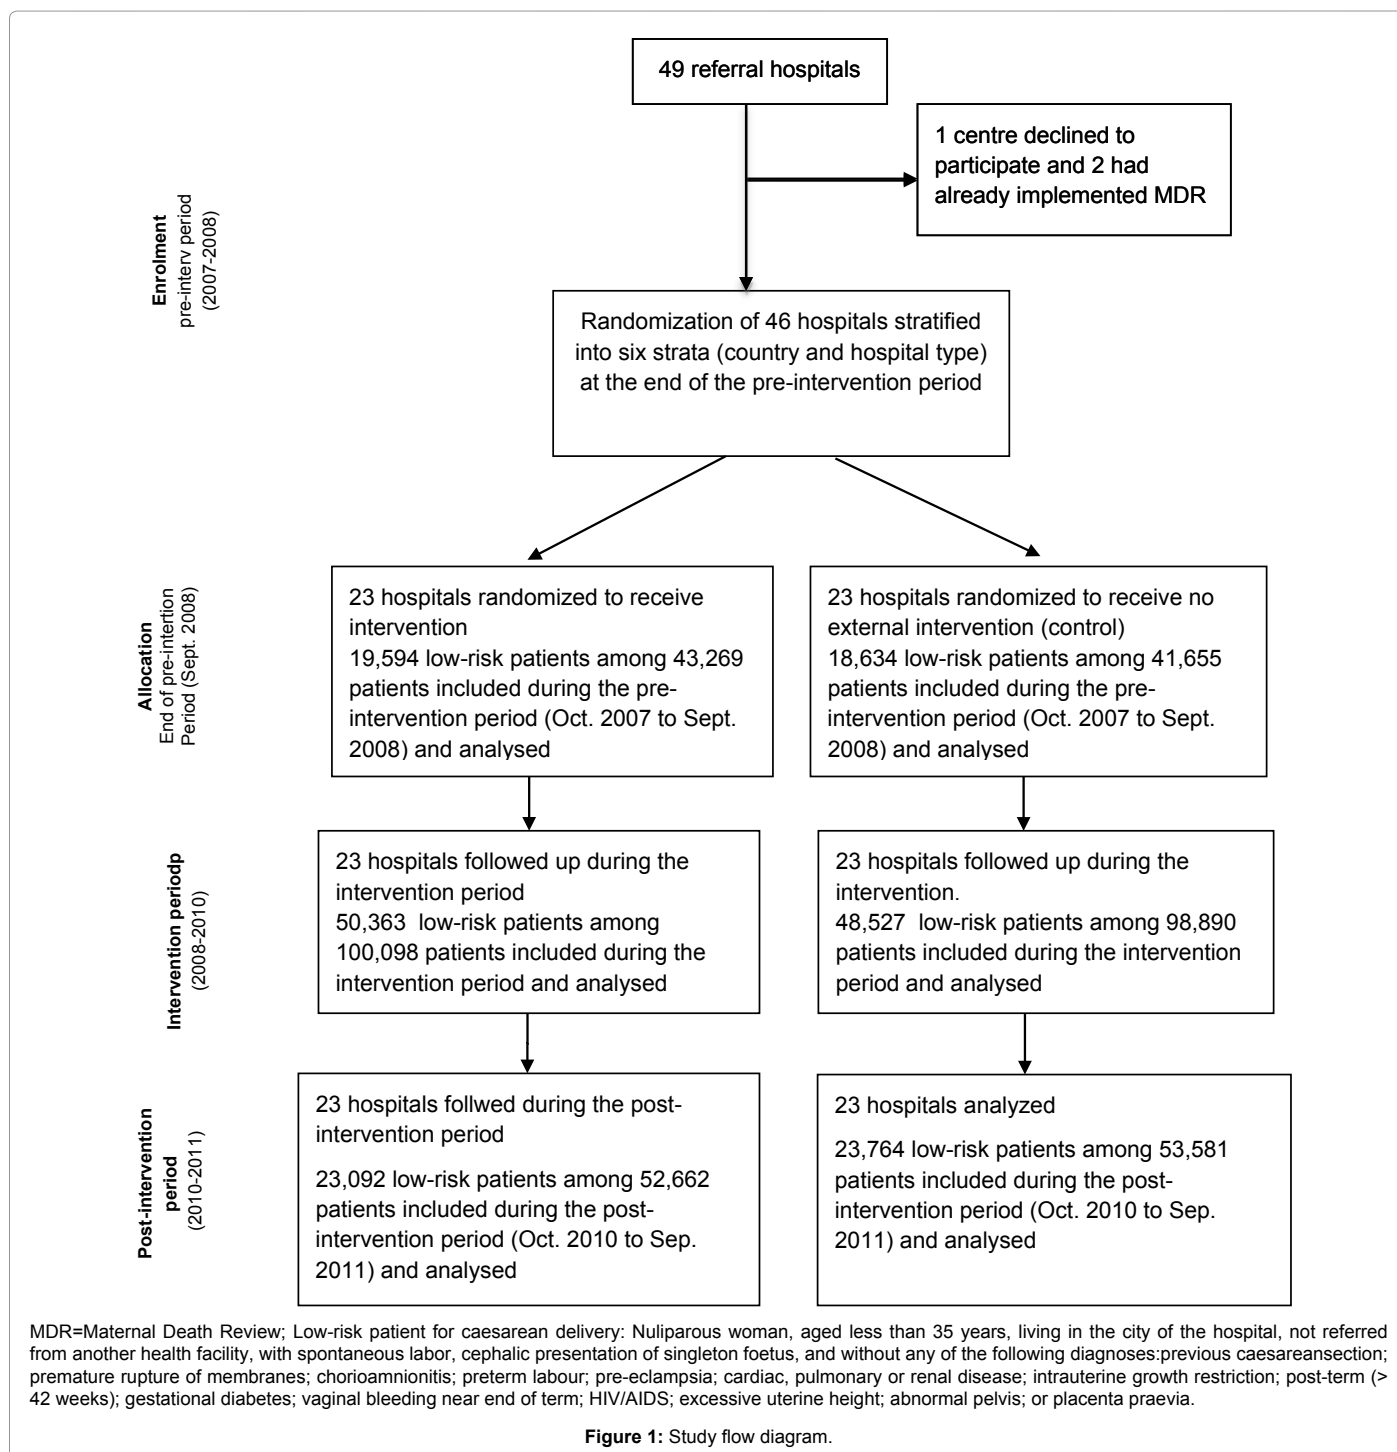 49 referral hospitals
1 centre declined to
participate and 2 had
already implemented MDR
Enrolment
pre-interv period
(2007-2008)
Randomization of 46 hospitals stratified
into six strata (country and hospital type)
at the end of the pre-intervention period
Allocation
End of pre-intertion
Period (Sept. 2008)
23 hospitals randomized to receive
intervention
19,594 low-risk patients among 43,269
patients included during the pre-
intervention period (Oct. 2007 to Sept.
2008) and analysed
23 hospitals randomized to receive no
external intervention (control)
18,634 low-risk patients among 41,655
patients included during the pre-
intervention period (Oct. 2007 to Sept.
2008) and analysed
Intervention periodp
(2008-2010)
23 hospitals followed up during the
intervention period
50,363 low-risk patients among
100,098 patients included during the
intervention period and analysed
23 hospitals followed up during the
intervention.
48,527 low-risk patients among 98,890
patients included during the intervention
period and analysed
Post-intervention
period
(2010-2011)
23 hospitals follwed during the post-
intervention period
23,092 low-risk patients among 52,662
patients included during the post-
intervention period (Oct. 2010 to Sep.
2011) and analysed
23 hospitals analyzed
23,764 low-risk patients among 53,581
patients included during the post-
intervention period (Oct. 2010 to Sep.
2011) and analysed
MDR=Maternal Death Review; Low-risk patient for caesarean delivery: Nuliparous woman, aged less than 35 years, living in the city of the hospital, not referred
from another health facility, with spontaneous labor, cephalic presentation of singleton foetus, and without any of the following diagnoses:previous caesareansection;
premature rupture of membranes; chorioamnionitis; preterm labour; pre-eclampsia; cardiac, pulmonary or renal disease; intrauterine growth restriction; post-term (>
42 weeks); gestational diabetes; vaginal bleeding near end of term; HIV/AIDS; excessive uterine height; abnormal pelvis; or placenta praevia.
Figure 1: Study flow diagram.